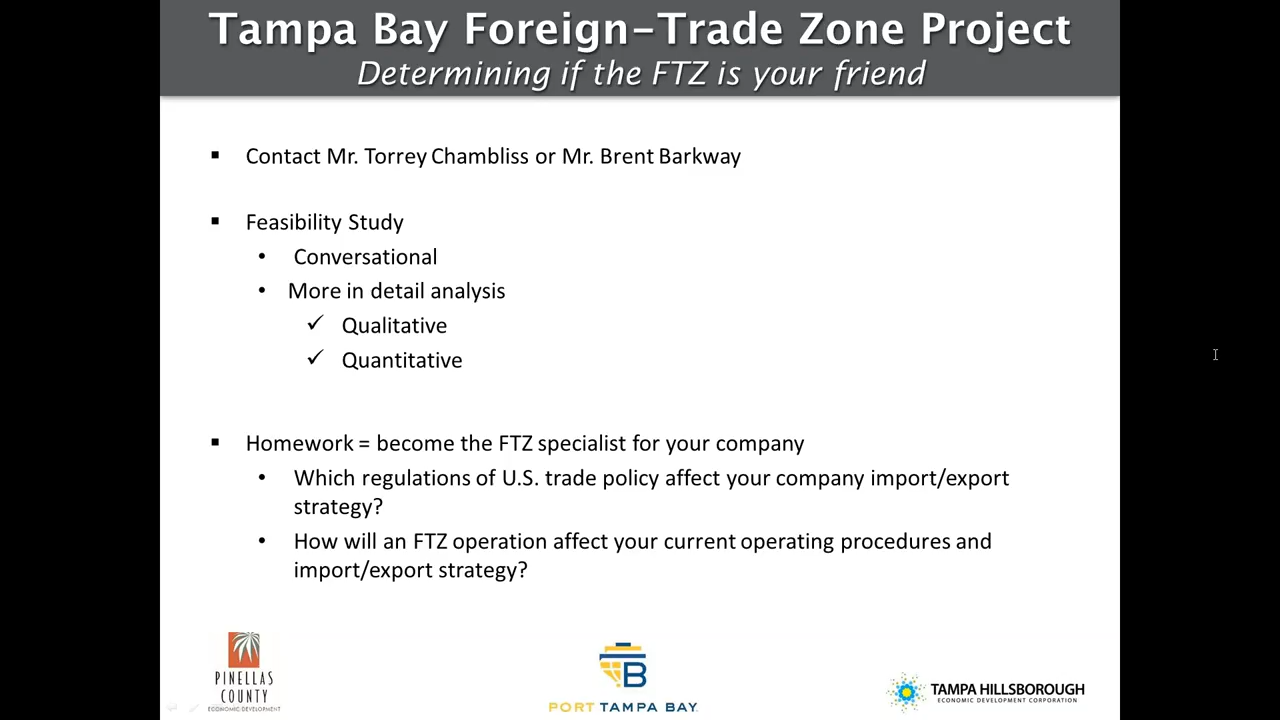 Tampa Bay Foreign-Trade Zone Project
Determining if the FTZ is your friend
▪ Contact Mr. Torrey Chambliss or Mr. Brent Barkway
▪ Feasibility Study
• Conversational
• More in detail analysis
✓ Qualitative
✓ Quantitative
▪ Homework = become the FTZ specialist for your company
• Which regulations of U.S. trade policy affect your company import/export
strategy?
• How will an FTZ operation affect your current operating procedures and
import/export strategy?
PINELLAS
COUNTY
ECONOMIC DEVELOPMENT
B
PORT TAMPA BAY
TAMPA HILLSBOROUGH
ECONOMIC DEVELOPMENT CORPORATION